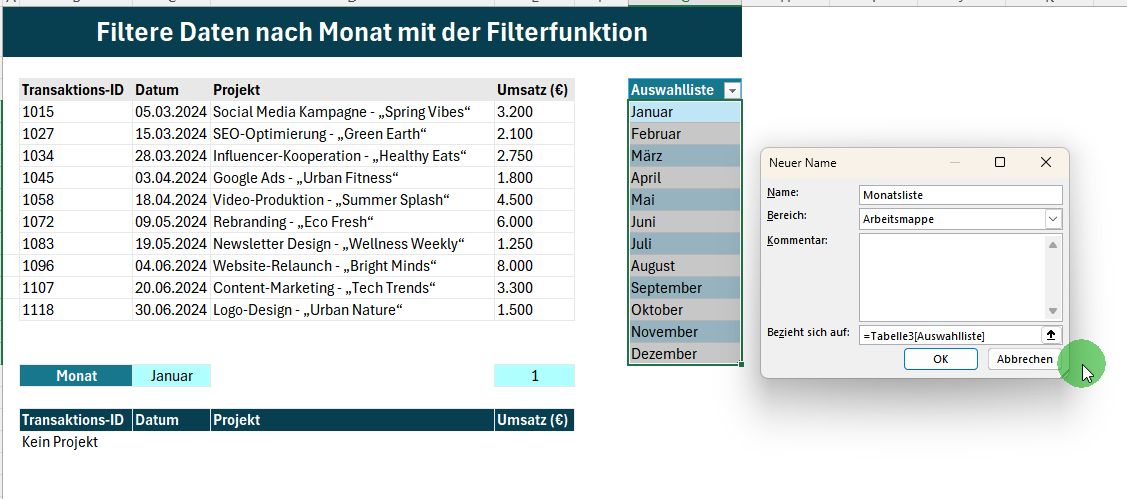 Filtere Daten nach Monat mit der Filterfunktion
Transaktions-ID Datum Projekt Umsatz (€)
1015 05.03.2024 Social Media Kampagne - „Spring Vibes“ 3.200
1027 15.03.2024 SEO-Optimierung - „Green Earth“ 2.100
1034 28.03.2024 Influencer-Kooperation - „Healthy Eats“ 2.750
1045 03.04.2024 Google Ads - „Urban Fitness“ 1.800
1058 18.04.2024 Video-Produktion - „Summer Splash“ 4.500
1072 09.05.2024 Rebranding - „Eco Fresh“ 6.000
1083 19.05.2024 Newsletter Design - „Wellness Weekly“ 1.250
1096 04.06.2024 Website-Relaunch - „Bright Minds“ 8.000
1107 20.06.2024 Content-Marketing - „Tech Trends“ 3.300
1118 30.06.2024 Logo-Design - „Urban Nature“ 1.500
Monat Januar 1
Transaktions-ID Datum Projekt Umsatz (€)
Kein Projekt
Auswahlliste
Januar
Februar
März
April
Mai
Juni
Juli
August
September
Oktober
November
Dezember
Neuer Name
Name: Monatsliste
Bereich: Arbeitsmappe
Kommentar:
Bezieht sich auf: =Tabelle3[Auswahlliste]
OK Abbrechen